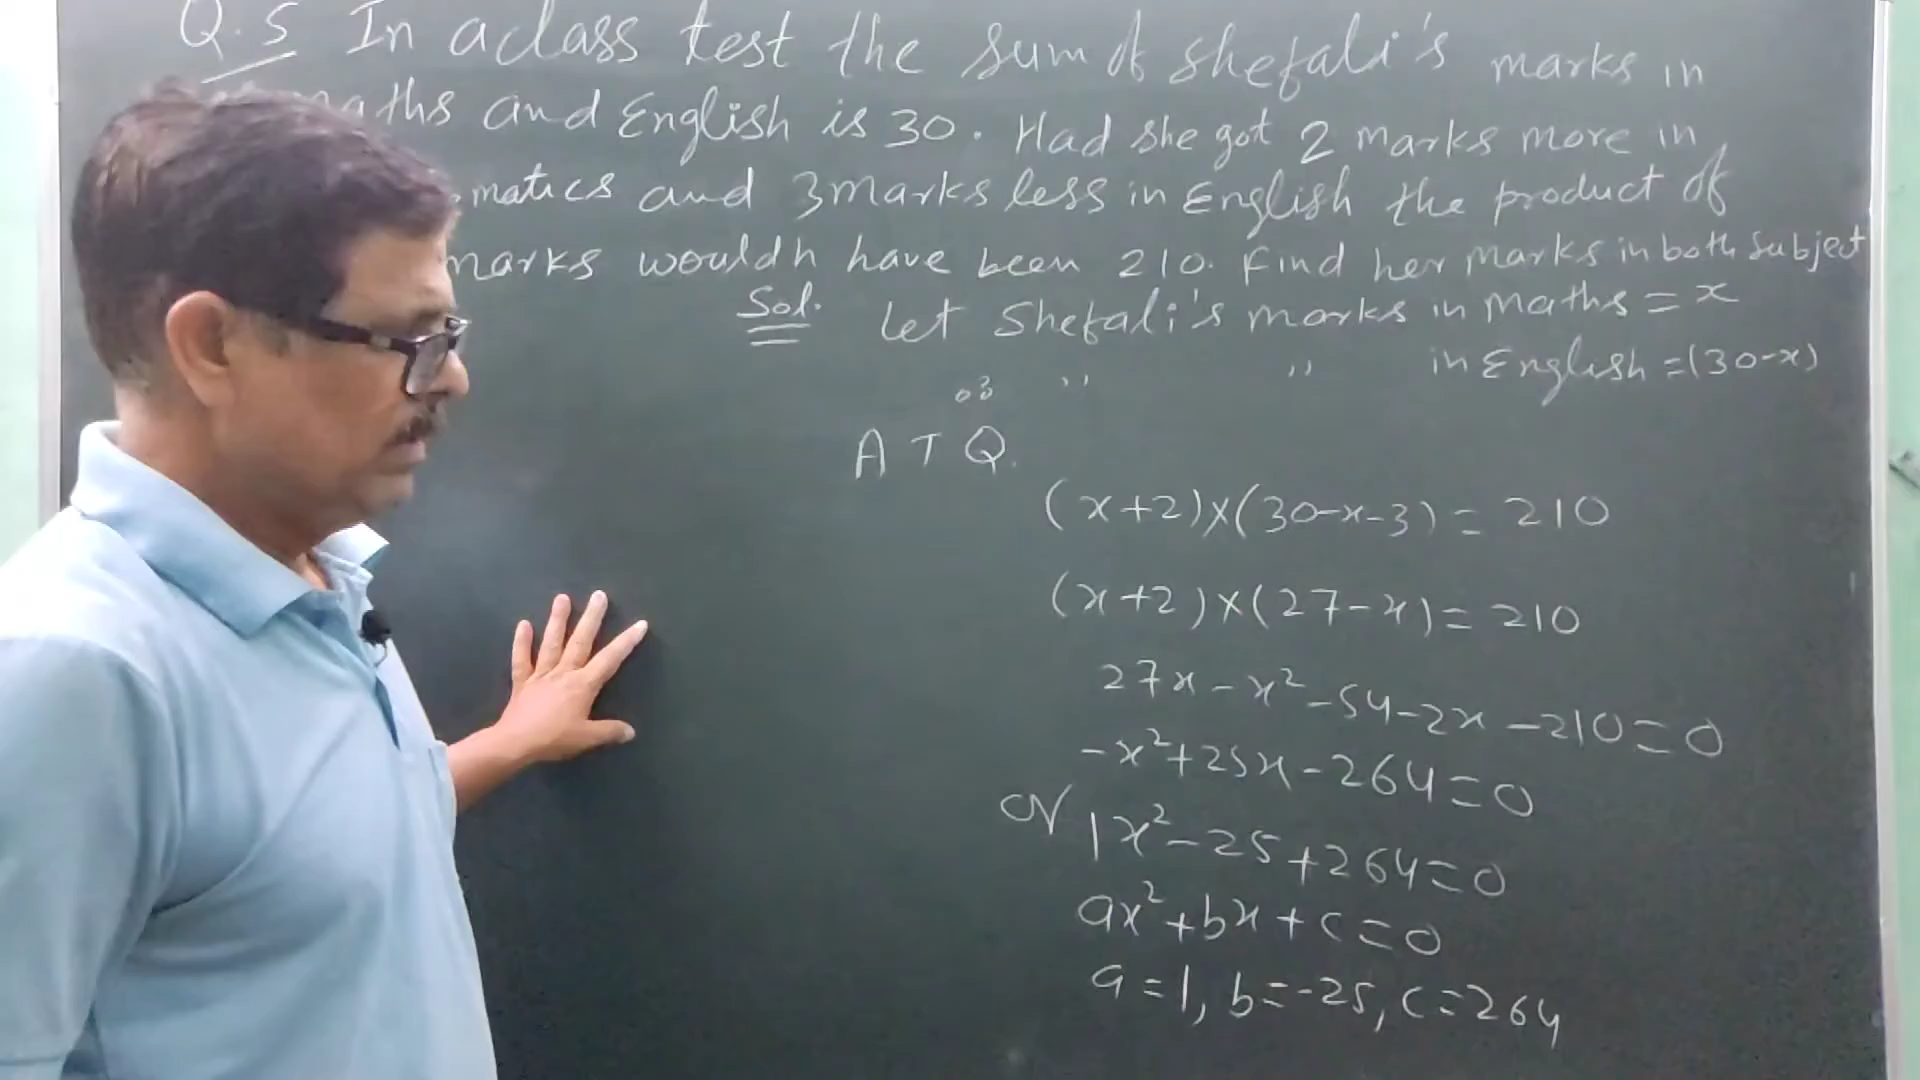 Q.5 In a class test the sum of Shefali's marks in
maths and English is 30. Had she got 2 marks more in
matics and 3 marks less in English the product of
marks wouldh have been 210. Find her marks in both subject
Sol. Let Shefali's marks in maths = x
,, ,, in English = (30-x)
A T Q.
(x+2)×(30-x-3) = 210
(x+2)×(27-x) = 210
27x-x²-54-2x-210=0
-x²+25x-264=0
or 1x²-25+264=0
ax²+bx+c=0
a=1, b=-25, c=264